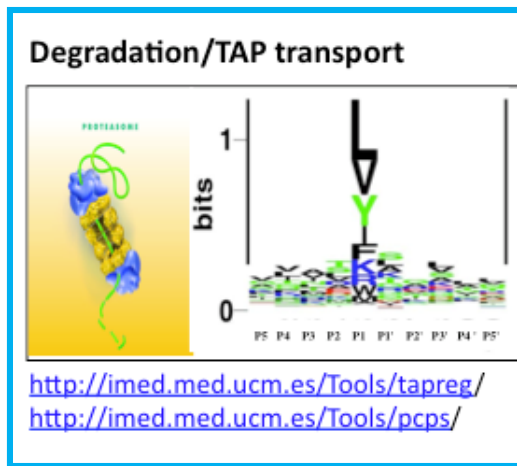 Degradation/TAP transport
PROTEASOME
1
bits
0
L
V
Y
I
F
K
P5 P4 P3 P2 P1 P1' P2' P3' P4' P5'
http://imed.med.ucm.es/Tools/tapreg/
http://imed.med.ucm.es/Tools/pcps/